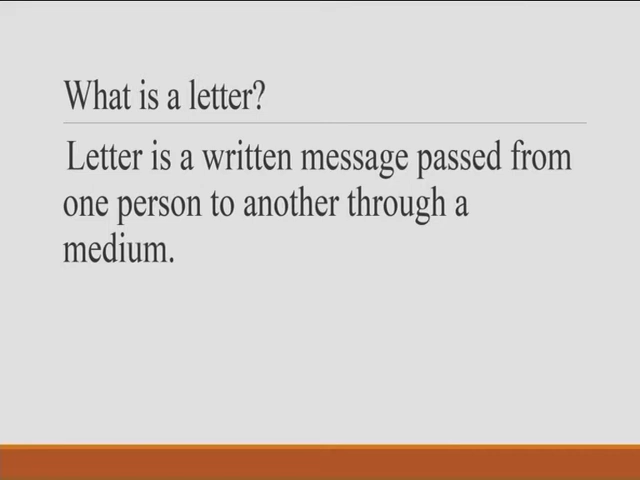 What is a letter?
Letter is a written message passed from
one person to another through a
medium.